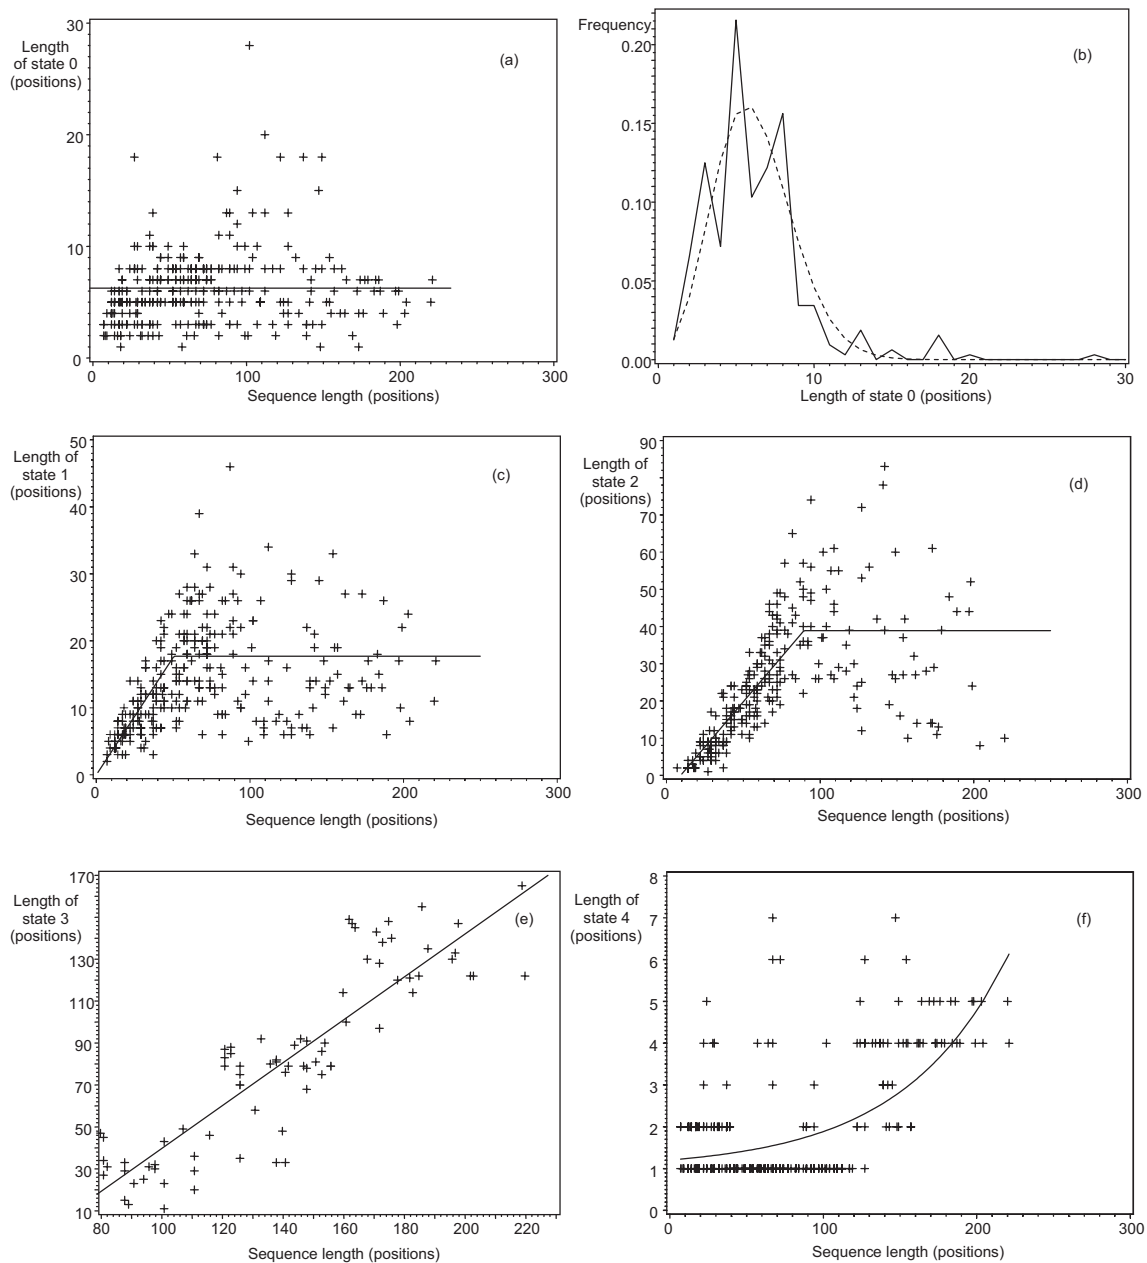 30
Length
of state 0
(positions)
20
10
0
(a)
0 100 200 300
Sequence length (positions)
Frequency
0.20
0.15
0.10
0.05
0.00
(b)
0 10 20 30
Length of state 0 (positions)
50
Length of
state 1
(positions)
40
30
20
10
0
(c)
0 100 200 300
Sequence length (positions)
90
Length of
state 2
(positions)
70
60
50
40
30
20
10
0
(d)
0 100 200 300
Sequence length (positions)
170
Length of
state 3
(positions)
130
110
90
70
50
30
10
(e)
80 100 120 140 160 180 200 220
Sequence length (positions)
8
Length of
state 4
(positions)
7
6
5
4
3
2
1
0
(f)
0 100 200 300
Sequence length (positions)